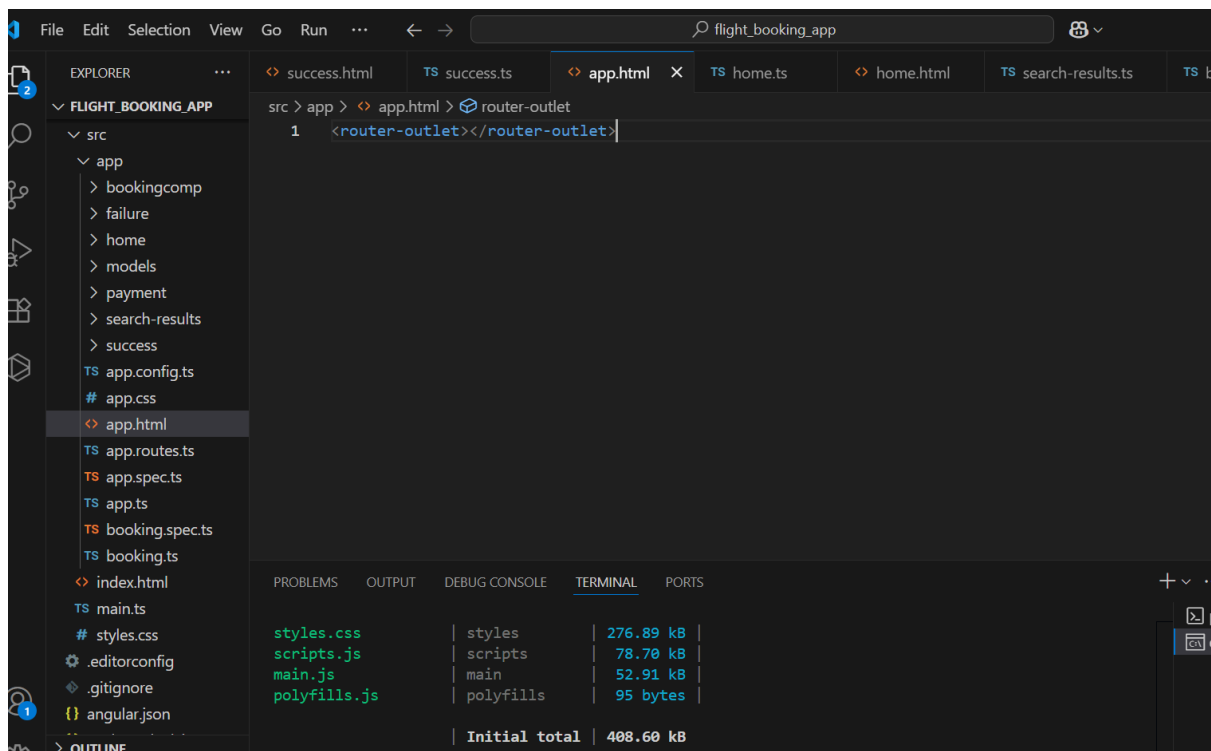 File Edit Selection View Go Run ··· flight_booking_app
EXPLORER ···
success.html TS success.ts app.html TS home.ts home.html TS search-results.ts TS
2
FLIGHT_BOOKING_APP
src > app > app.html > router-outlet
1 <router-outlet></router-outlet>
src
app
bookingcomp
failure
home
models
payment
search-results
success
TS app.config.ts
# app.css
app.html
TS app.routes.ts
TS app.spec.ts
TS app.ts
TS booking.spec.ts
TS booking.ts
index.html
TS main.ts
# styles.css
.editorconfig
.gitignore
{} angular.json
OUTLINE
1
PROBLEMS OUTPUT DEBUG CONSOLE TERMINAL PORTS
styles.css | styles | 276.89 kB |
scripts.js | scripts | 78.70 kB |
main.js | main | 52.91 kB |
polyfills.js | polyfills | 95 bytes |
| Initial total | 408.60 kB